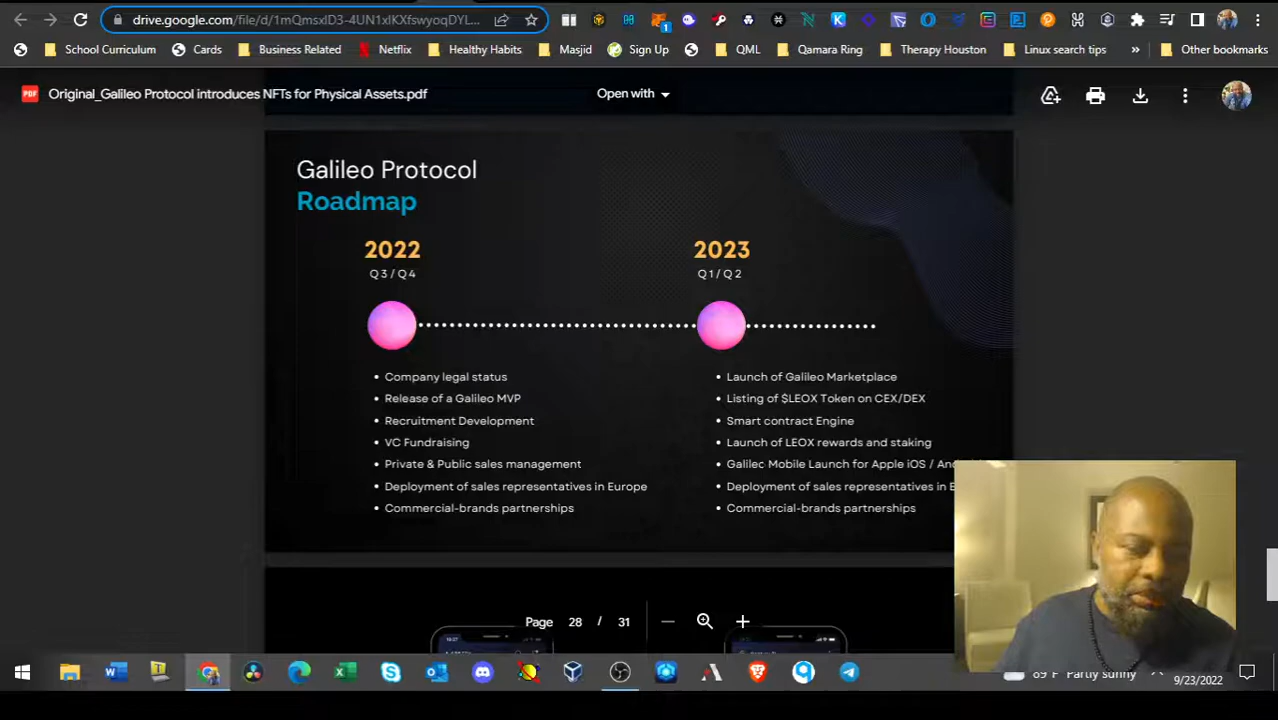 drive.google.com/file/d/1mQmsxlD3-4UN1xlKXfswyoqDYL...
School Curriculum Cards Business Related Netflix Healthy Habits Masjid Sign Up QML Qamara Ring Therapy Houston Linux search tips » Other bookmarks
PDF Original_Galileo Protocol introduces NFTs for Physical Assets.pdf Open with
Galileo Protocol
Roadmap
2022
Q3/Q4
2023
Q1/Q2
• Company legal status
• Release of a Galileo MVP
• Recruitment Development
• VC Fundraising
• Private & Public sales management
• Deployment of sales representatives in Europe
• Commercial-brands partnerships
• Launch of Galileo Marketplace
• Listing of $LEOX Token on CEX/DEX
• Smart contract Engine
• Launch of LEOX rewards and staking
• Galilec Mobile Launch for Apple iOS /
• Deployment of sales representatives in
• Commercial-brands partnerships
Page 28 / 31
89°F Partly sunny
9/23/2022